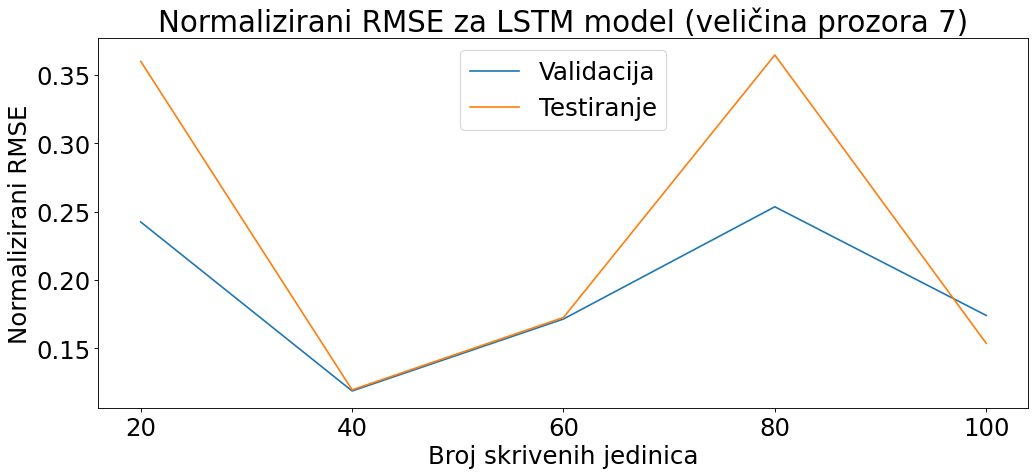 Normalizirani RMSE za LSTM model (veličina prozora 7)
Validacija
Testiranje
Normalizirani RMSE
0.35
0.30
0.25
0.20
0.15
20 40 60 80 100
Broj skrivenih jedinica